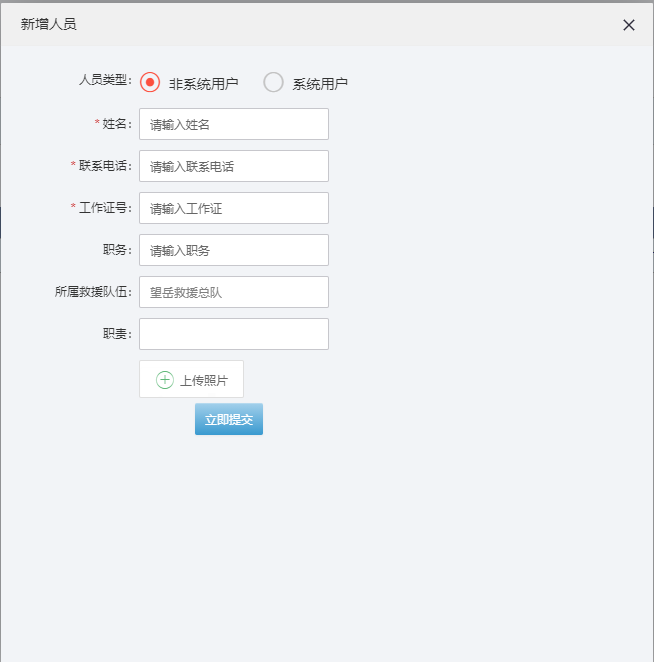 新增人员
人员类型: 非系统用户 系统用户
*姓名: 请输入姓名
*联系电话: 请输入联系电话
*工作证号: 请输入工作证
职务: 请输入职务
所属救援队伍: 望岳救援总队
职责:
上传照片
立即提交